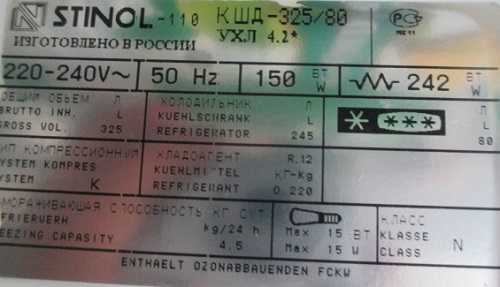 STINOL-110 КШД-325/80
ИЗГОТОВЛЕНО В РОССИИ УХЛ 4.2*
220-240V~ 50 Hz 150 ВТ W 242 ВТ W
ОБЩИЙ ОБЪЕМ Л
BRUTTO INH. L
GROSS VOL. 325
ХОЛОДИЛЬНИК Л
KUEHLSCHRANK L
REFRIGERATOR 245
* *** Л
L
80
ТИП КОМПРЕССИОННЫЙ
SYSTEM KOMPRES
SYSTEM K
ХЛАДОАГЕНТ R.12
KUEHLMITTEL КГ-Kg
REFRIGERANT 0.220
ЗАМОРАЖИВАЮЩАЯ СПОСОБНОСТЬ КГ СУТ
GEFRIERVERM kg/24 h
FREEZING CAPACITY 4.5
Max 15 ВТ
Max 15 W
КЛАСС
KLASSE N
CLASS
ENTHAELT OZONABBAUENDEN FCKW